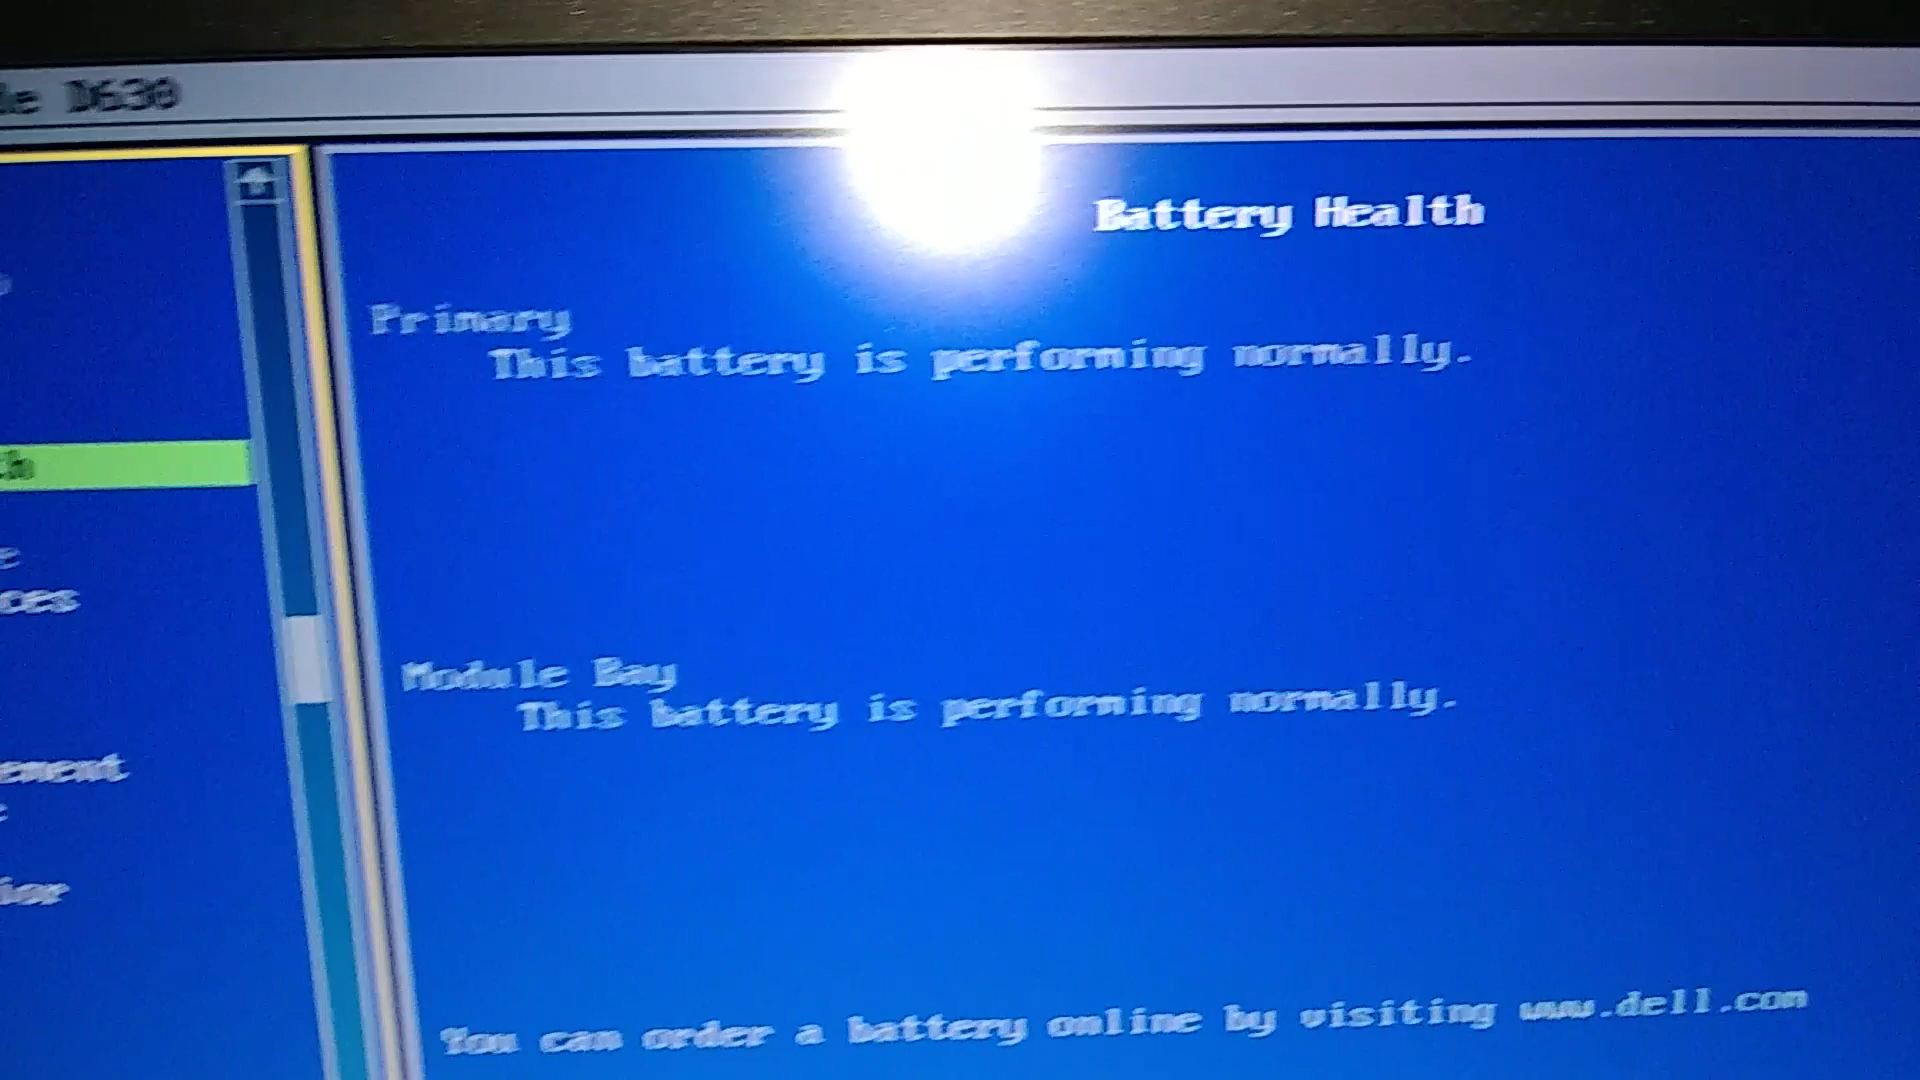 D630
Battery Health
Primary
This battery is performing normally.
Module Bay
This battery is performing normally.
You can order a battery online by visiting www.dell.com